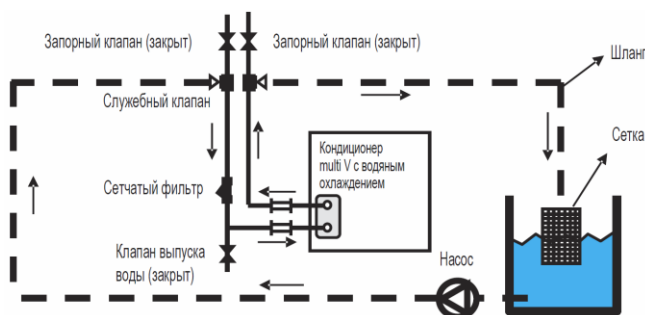 Запорный клапан (закрыт)
Запорный клапан (закрыт)
Шланг
Служебный клапан
Сетка
Кондиционер
multi V с водяным
охлаждением
Сетчатый фильтр
Клапан выпуска
воды (закрыт)
Насос